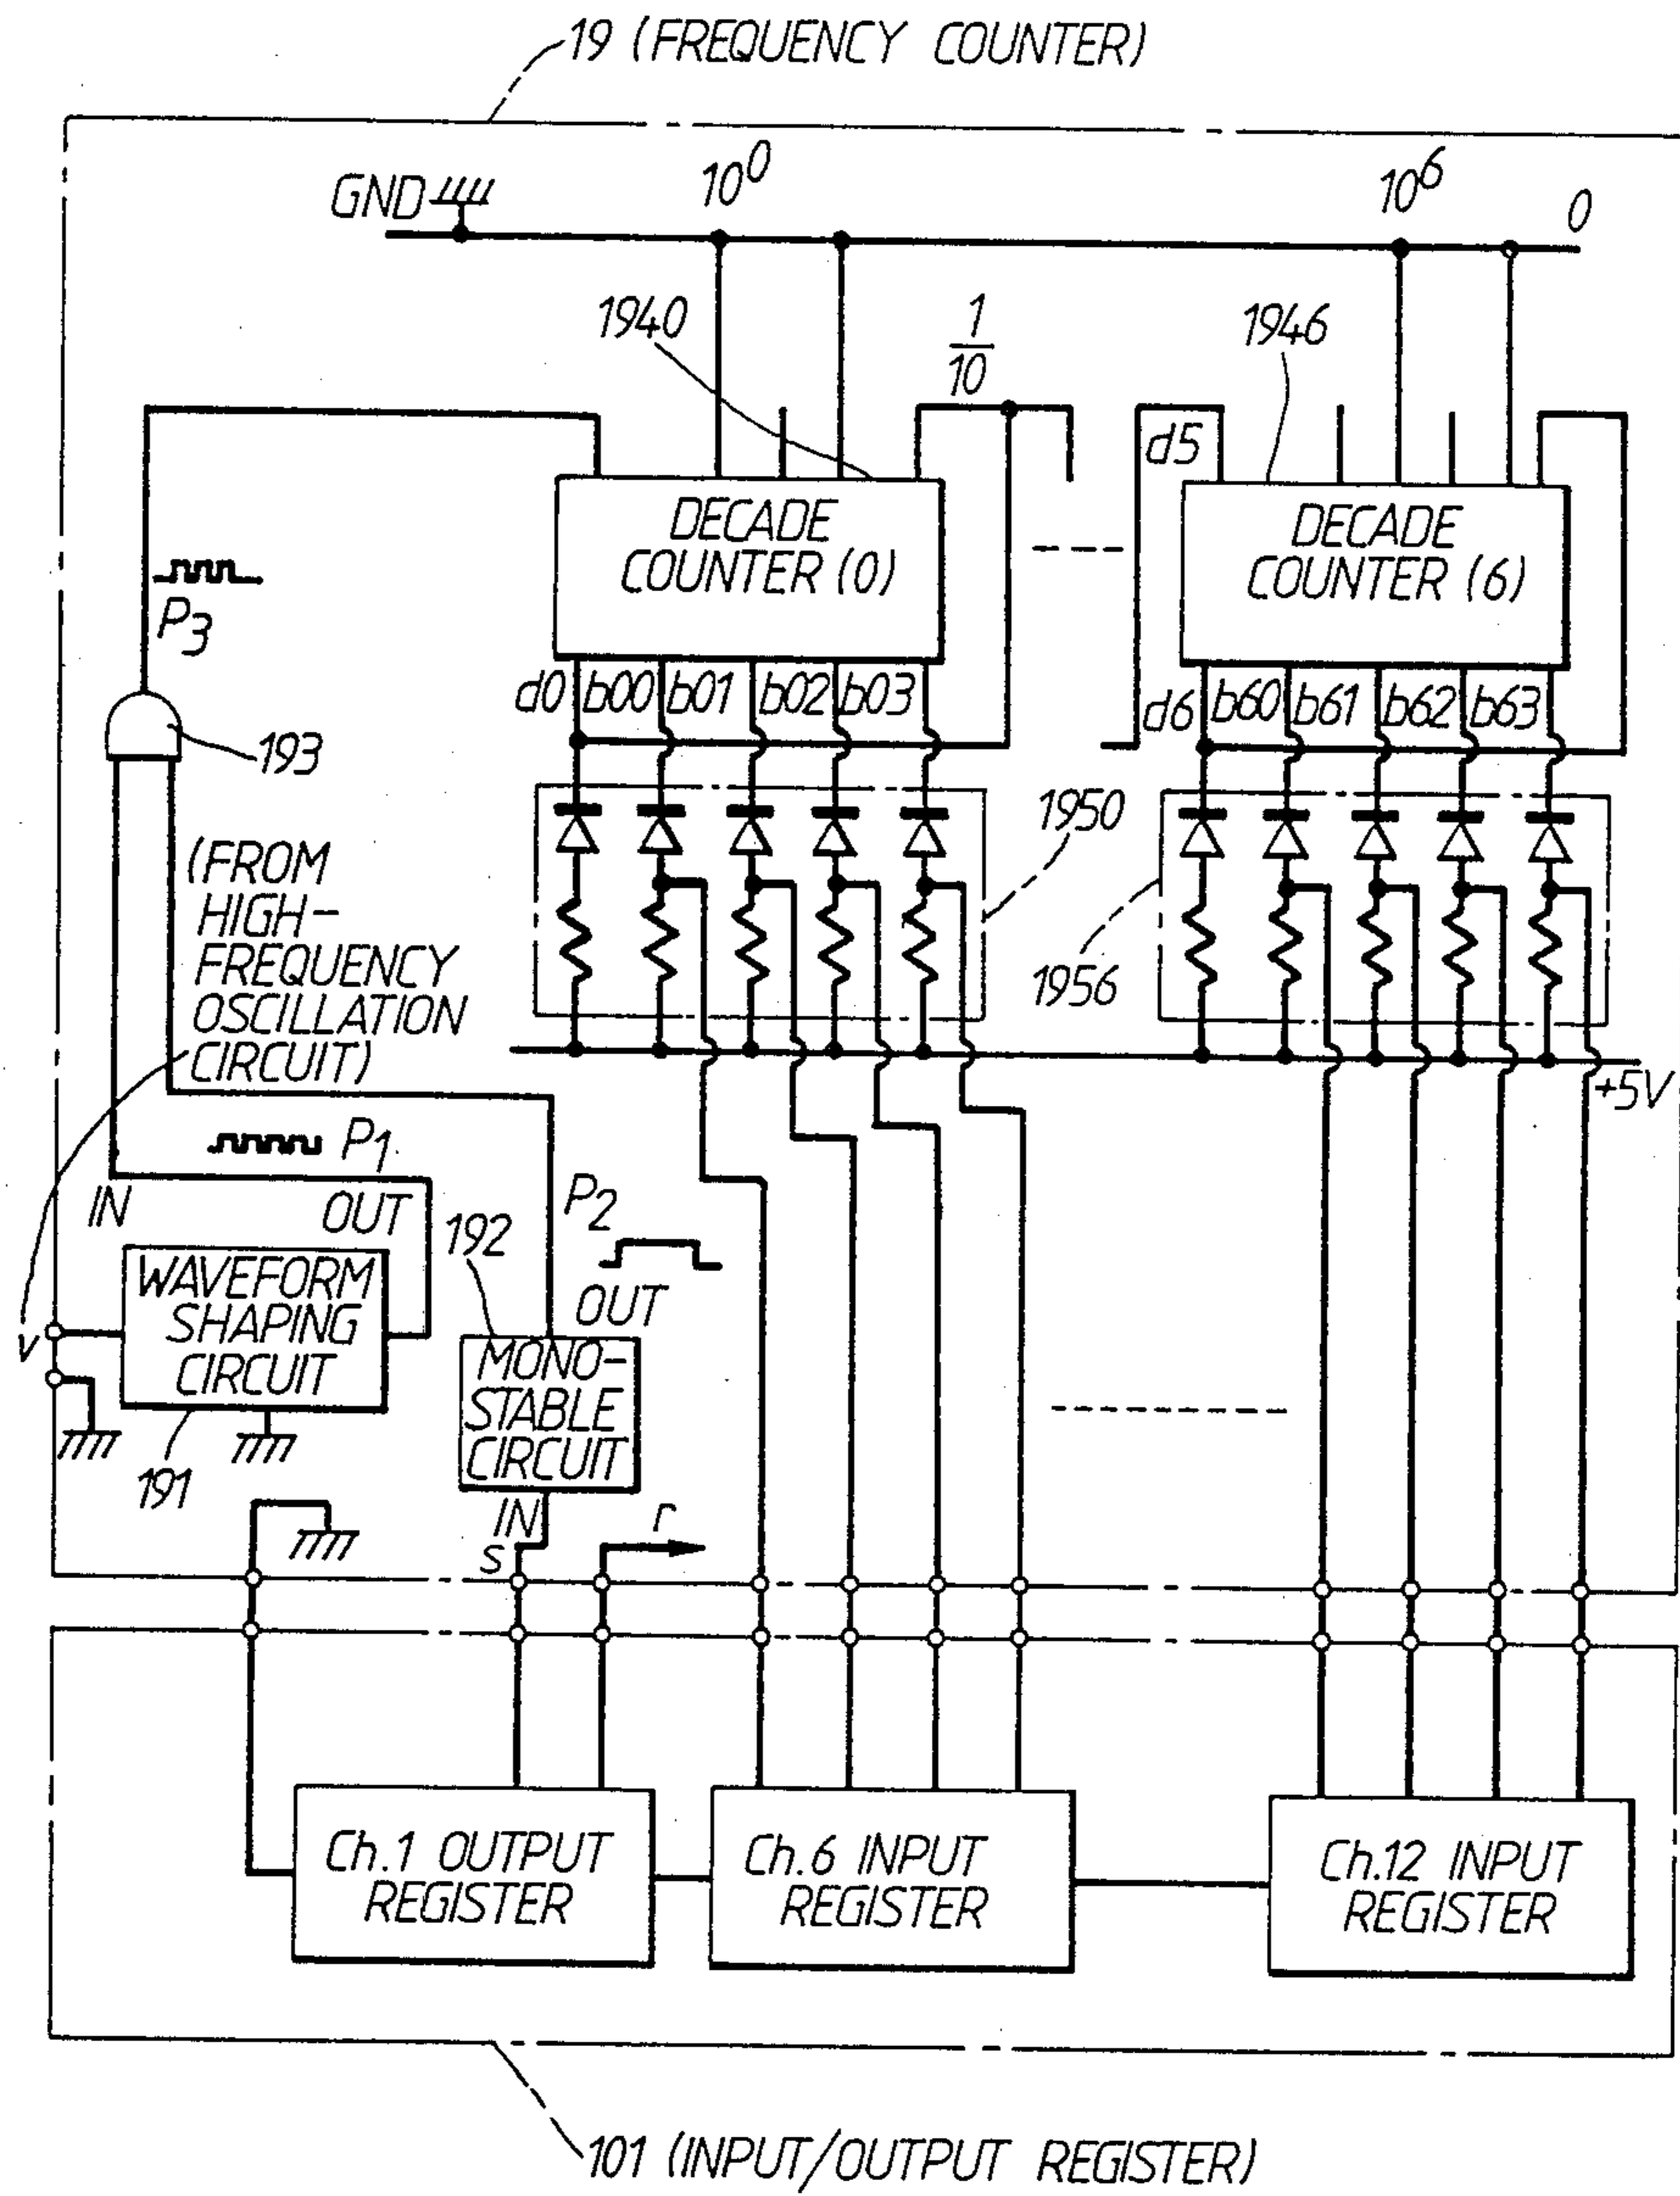 19 (FREQUENCY COUNTER)
GND
10^0
10^6
0
1940
1/10
1946
d5
DECADE
COUNTER (0)
DECADE
COUNTER (6)
P3
d0
b00
b01
b02
b03
d6
b60
b61
b62
b63
193
1950
1956
(FROM
HIGH-
FREQUENCY
OSCILLATION
CIRCUIT)
+5V
P1
IN
OUT
P2
192
OUT
WAVEFORM
SHAPING
CIRCUIT
v
MONO-
STABLE
CIRCUIT
191
IN
s
r
Ch.1 OUTPUT
REGISTER
Ch.6 INPUT
REGISTER
Ch.12 INPUT
REGISTER
101 (INPUT/OUTPUT REGISTER)